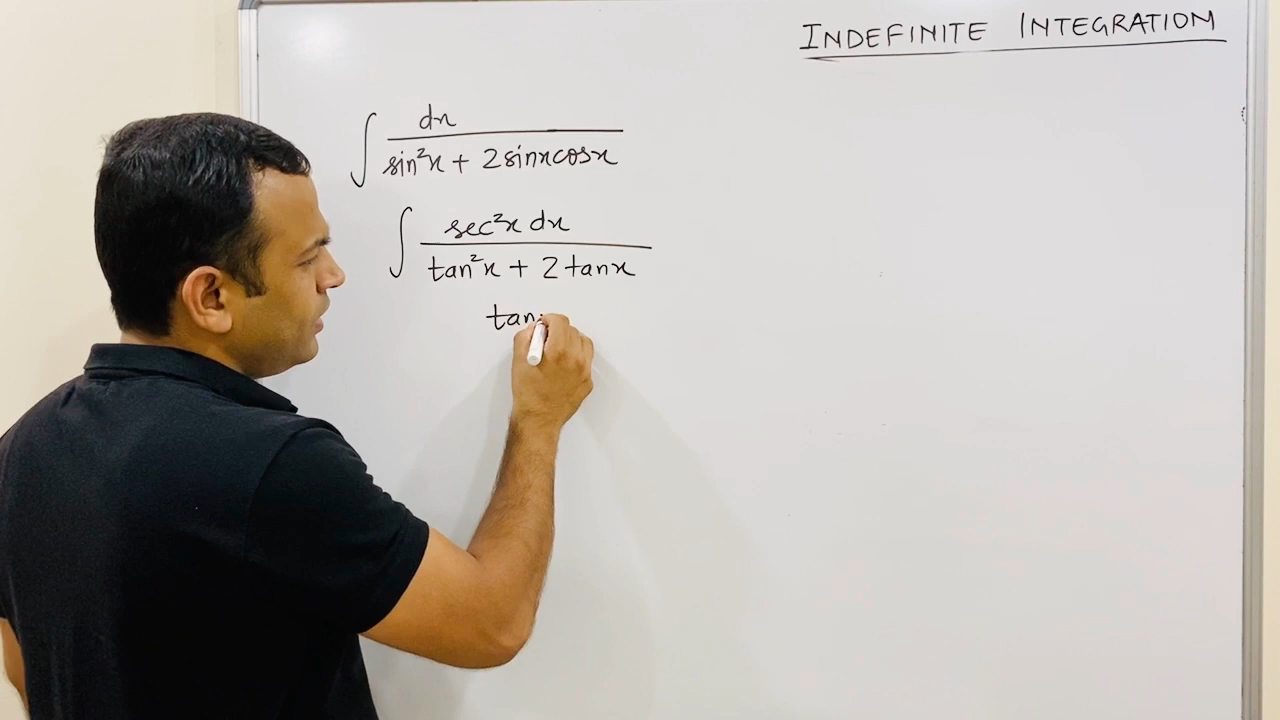 INDEFINITE INTEGRATION
∫ dx / (sin²x + 2sinxcosx)
∫ sec²x dx / (tan²x + 2tanx)
tan